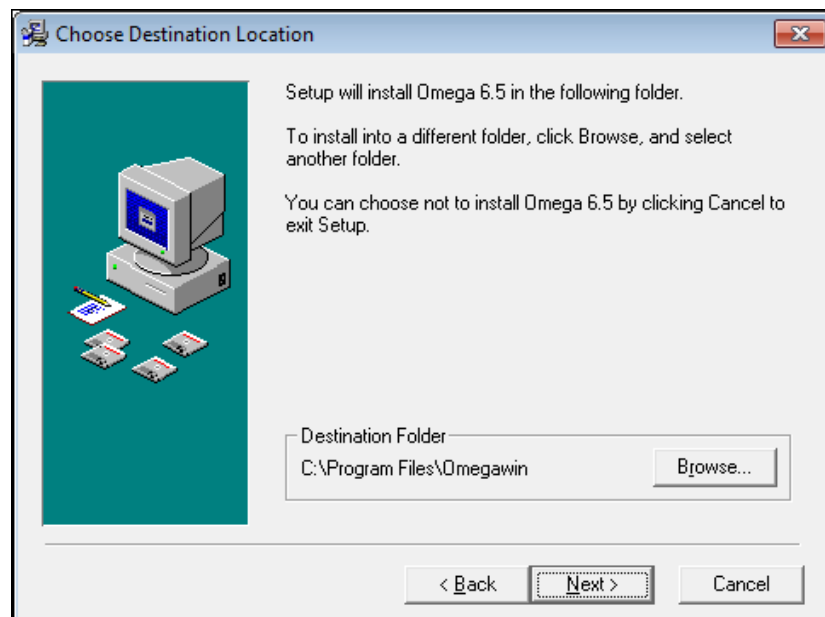 Choose Destination Location
Setup will install Omega 6.5 in the following folder.
To install into a different folder, click Browse, and select
another folder.
You can choose not to install Omega 6.5 by clicking Cancel to
exit Setup.
Destination Folder
C:\Program Files\Omegawin
Browse...
< Back
Next >
Cancel